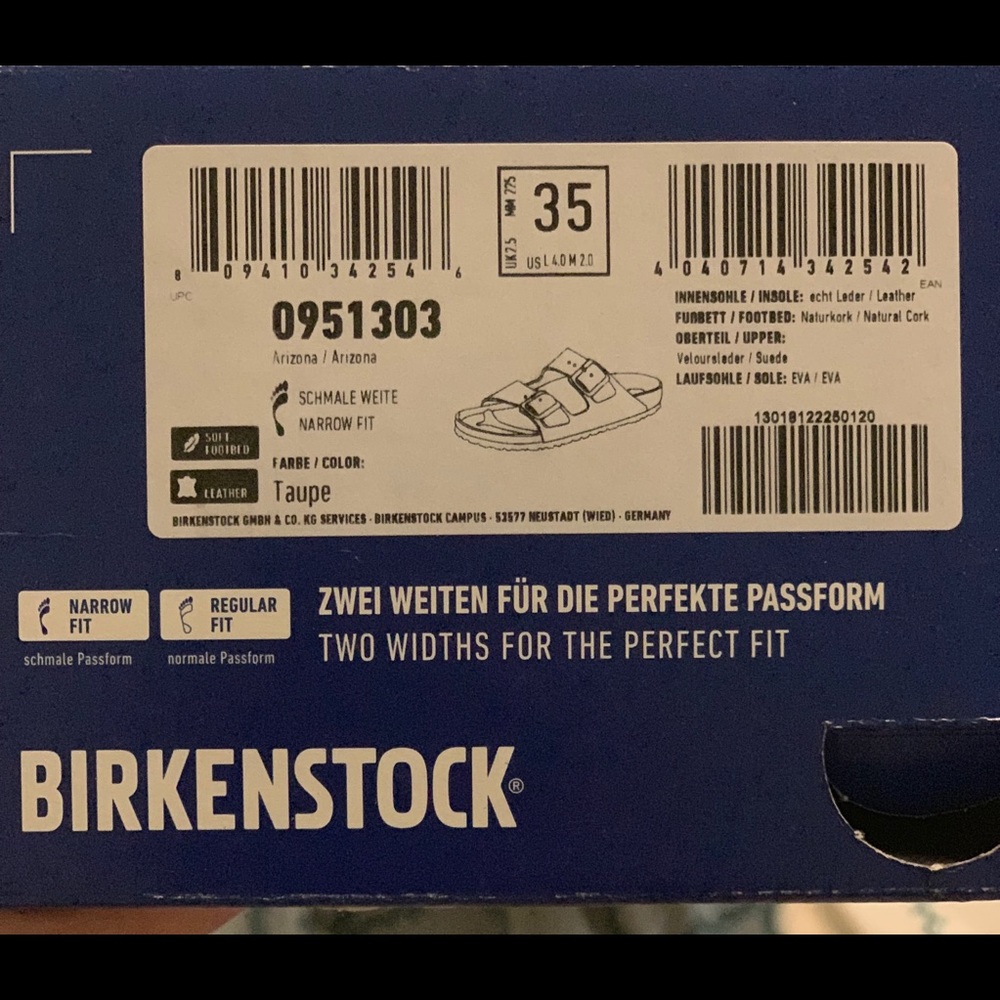 8 09410 34254 6
UPC
MM 225
UK 2.5
35
US L 4.0 M 2.0
4 040714 342542
EAN
0951303
Arizona / Arizona
SCHMALE WEITE
NARROW FIT
SOFT
FOOTBED
LEATHER
FARBE / COLOR:
Taupe
INNENSOHLE / INSOLE: echt Leder / Leather
FUßBETT / FOOTBED: Naturkork / Natural Cork
OBERTEIL / UPPER:
Veloursleder / Suede
LAUFSOHLE / SOLE: EVA / EVA
13018122250120
BIRKENSTOCK GMBH & CO. KG SERVICES - BIRKENSTOCK CAMPUS - 53577 NEUSTADT (WIED) - GERMANY
NARROW
FIT
schmale Passform
REGULAR
FIT
normale Passform
ZWEI WEITEN FÜR DIE PERFEKTE PASSFORM
TWO WIDTHS FOR THE PERFECT FIT
BIRKENSTOCK®